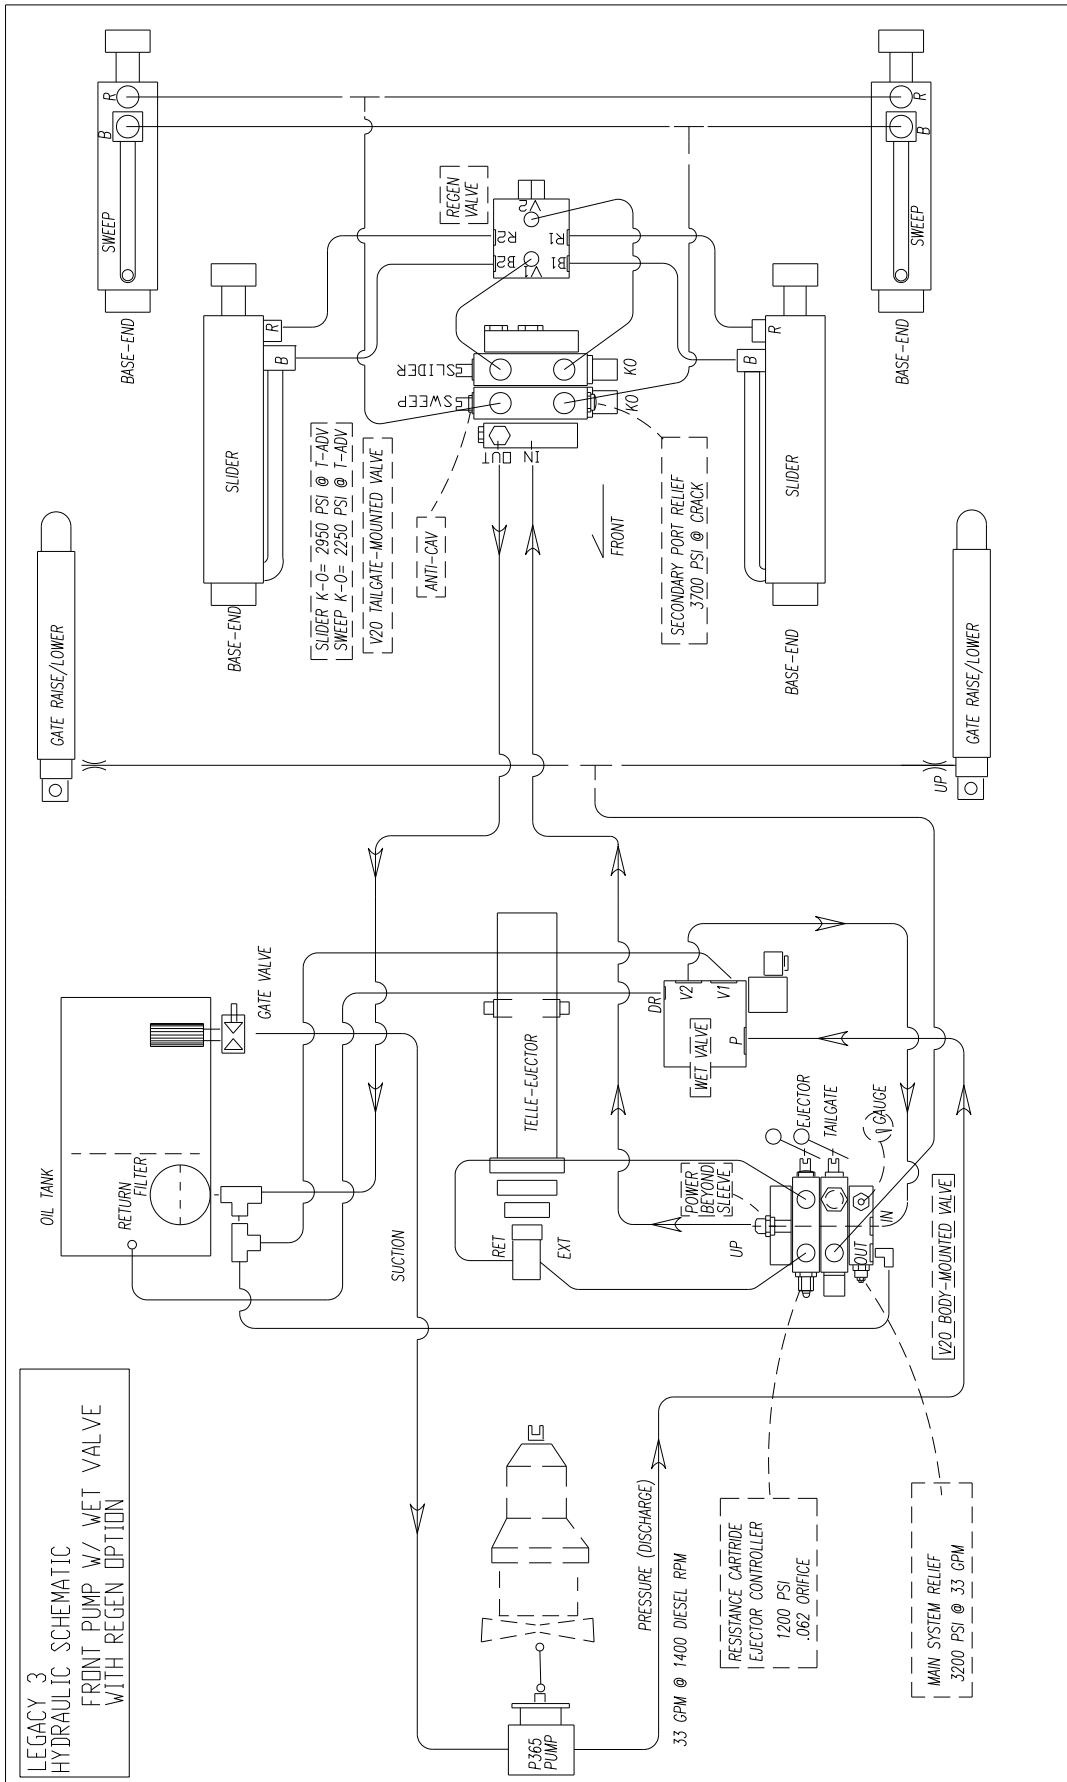 LEGACY 3
HYDRAULIC SCHEMATIC
FRONT PUMP W/ WET VALVE
WITH REGEN OPTION
OIL TANK
RETURN
FILTER
GATE VALVE
SUCTION
P365
PUMP
PRESSURE (DISCHARGE)
33 GPM @ 1400 DIESEL RPM
TELLE-EJECTOR
RET
EXT
POWER
BEYOND
SLEEVE
UP
EJECTOR
TAILGATE
GAUGE
OUT
IN
V20 BODY-MOUNTED VALVE
RESISTANCE CARTRIDE
EJECTOR CONTROLLER
1200 PSI
.062 ORIFICE
MAIN SYSTEM RELIEF
3200 PSI @ 33 GPM
WET VALVE
DR
V2
V1
P
GATE RAISE/LOWER
GATE RAISE/LOWER
UP
SLIDER
B
R
BASE-END
SLIDER
B
R
BASE-END
SWEEP
B
R
BASE-END
SWEEP
B
R
BASE-END
SLIDER K-O= 2950 PSI @ T-ADV
SWEEP K-O= 2250 PSI @ T-ADV
V20 TAILGATE-MOUNTED VALVE
ANTI-CAV
REGEN
VALVE
V2
V1
R2
B2
R1
B1
SLIDER
SWEEP
KO
KO
OUT
IN
FRONT
SECONDARY PORT RELIEF
3700 PSI @ CRACK